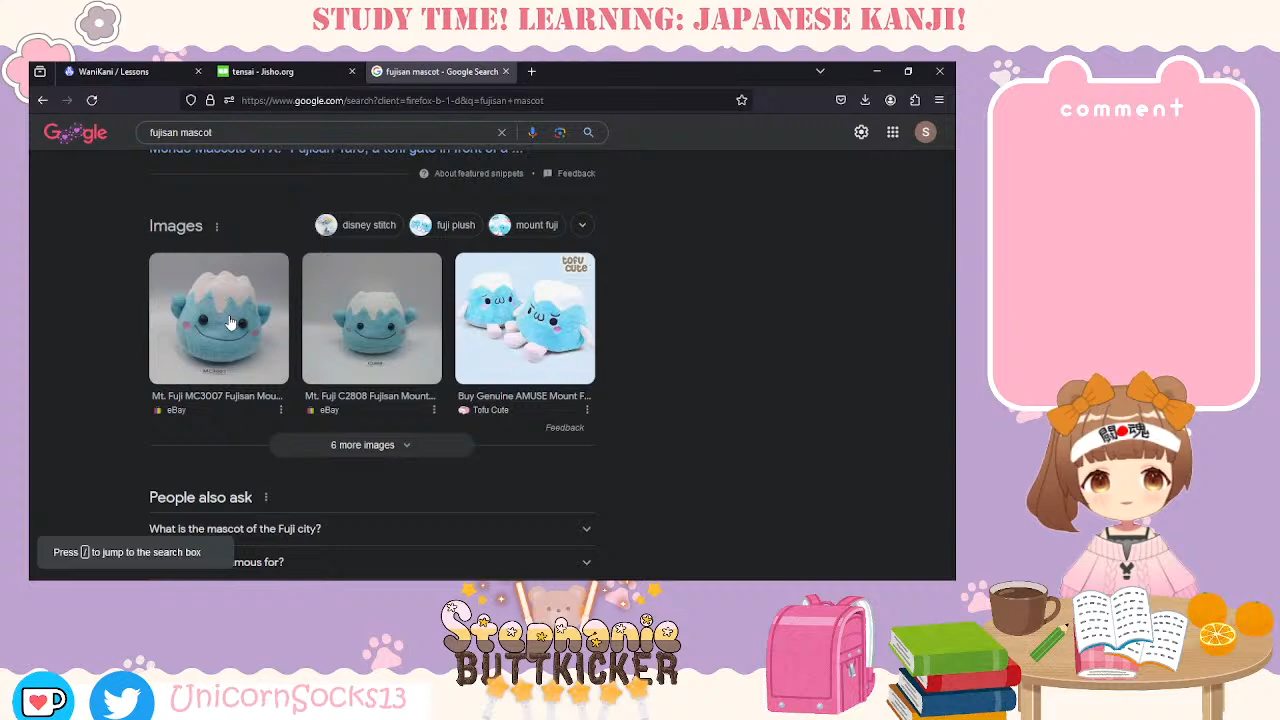 STUDY TIME! LEARNING: JAPANESE KANJI!
WaniKani / Lessons
tensai - Jisho.org
fujisan mascot - Google Search
https://www.google.com/search?client=firefox-b-1-d&q=fujisan+mascot
Google
fujisan mascot
S
About featured snippets • Feedback
Images
disney stitch
fuji plush
mount fuji
tofu cute
Mt. Fuji MC3007 Fujisan Mou...
eBay
Mt. Fuji C2808 Fujisan Mount...
eBay
Buy Genuine AMUSE Mount F...
Tofu Cute
Feedback
6 more images
People also ask
What is the mascot of the Fuji city?
Press / to jump to the search box
mous for?
comment
闘魂
Stephanie
BUTTKICKER
UnicornSocks13